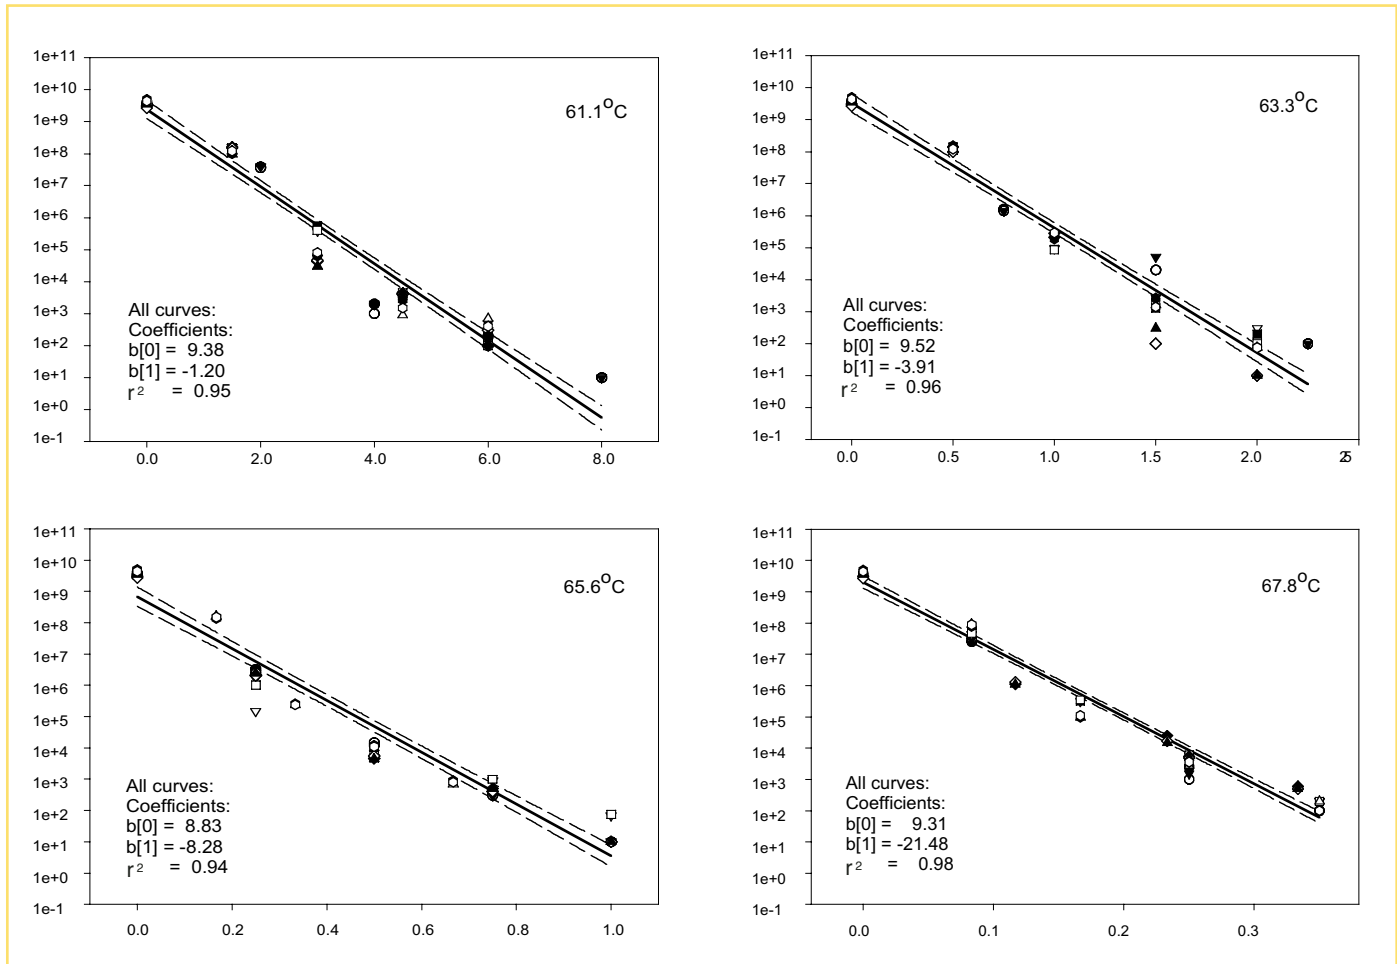 1e+11
1e+10
1e+9
1e+8
1e+7
1e+6
1e+5
1e+4
1e+3
1e+2
1e+1
1e+0
1e-1
61.1°C
All curves:
Coefficients:
b[0] = 9.38
b[1] = -1.20
r² = 0.95
0.0 2.0 4.0 6.0 8.0
1e+11
1e+10
1e+9
1e+8
1e+7
1e+6
1e+5
1e+4
1e+3
1e+2
1e+1
1e+0
1e-1
63.3°C
All curves:
Coefficients:
b[0] = 9.52
b[1] = -3.91
r² = 0.96
0.0 0.5 1.0 1.5 2.0
1e+11
1e+10
1e+9
1e+8
1e+7
1e+6
1e+5
1e+4
1e+3
1e+2
1e+1
1e+0
1e-1
65.6°C
All curves:
Coefficients:
b[0] = 8.83
b[1] = -8.28
r² = 0.94
0.0 0.2 0.4 0.6 0.8 1.0
1e+11
1e+10
1e+9
1e+8
1e+7
1e+6
1e+5
1e+4
1e+3
1e+2
1e+1
1e+0
1e-1
67.8°C
All curves:
Coefficients:
b[0] = 9.31
b[1] = -21.48
r² = 0.98
0.0 0.1 0.2 0.3